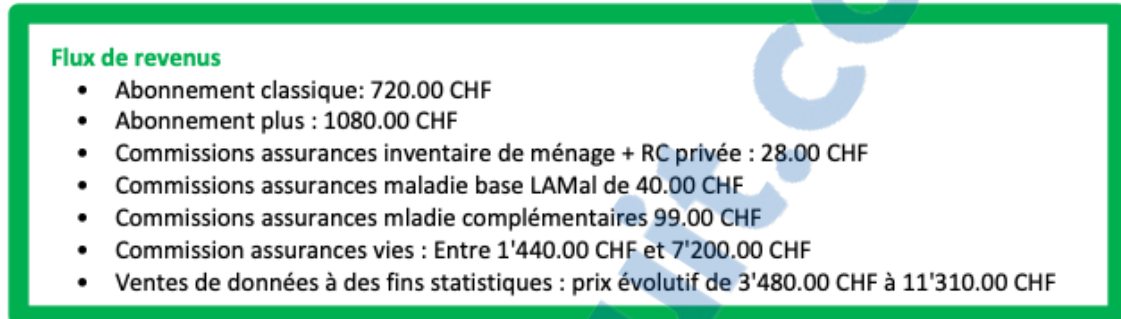 Flux de revenus
• Abonnement classique: 720.00 CHF
• Abonnement plus : 1080.00 CHF
• Commissions assurances inventaire de ménage + RC privée : 28.00 CHF
• Commissions assurances maladie base LAMal de 40.00 CHF
• Commissions assurances mladie complémentaires 99.00 CHF
• Commission assurances vies : Entre 1'440.00 CHF et 7'200.00 CHF
• Ventes de données à des fins statistiques : prix évolutif de 3'480.00 CHF à 11'310.00 CHF